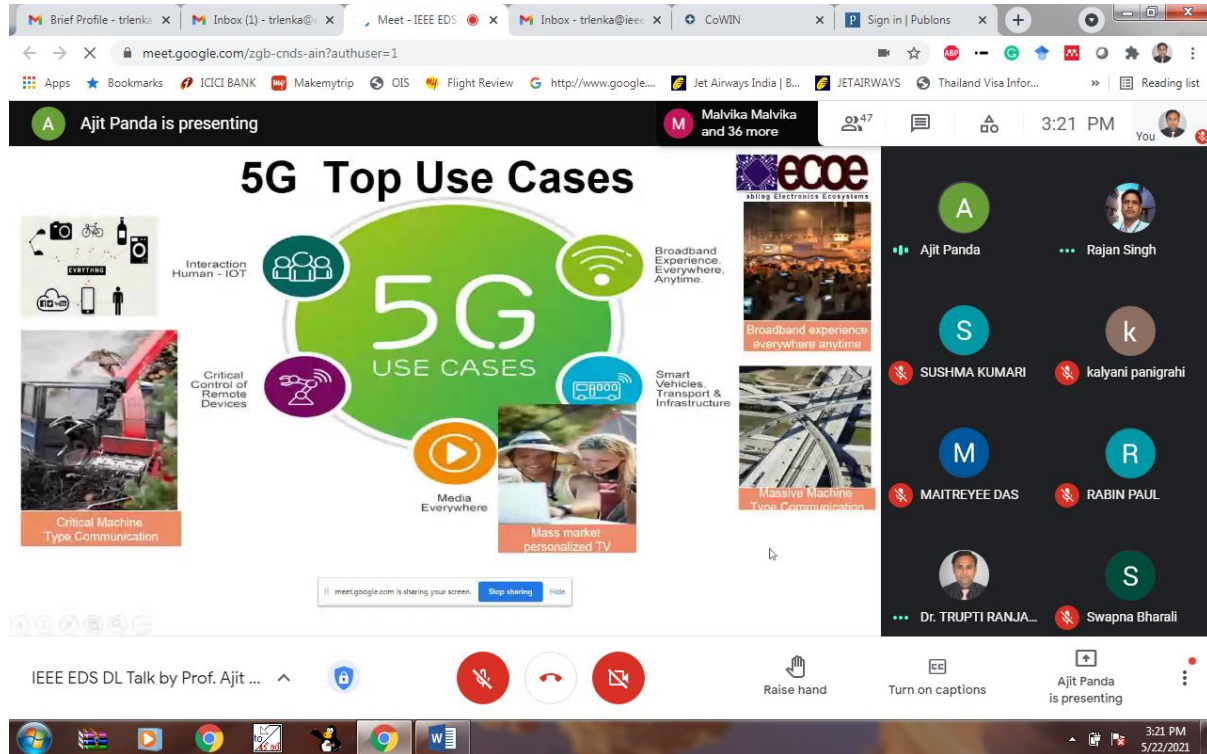 Brief Profile - trlenka
Inbox (1) - trlenka@
Meet - IEEE EDS
Inbox - trlenka@ieee
CoWIN
Sign in | Publons
meet.google.com/zgb-cnds-ain?authuser=1
ABP
Apps
Bookmarks
ICICI BANK
my
Makemytrip
OIS
Flight Review
http://www.google....
Jet Airways India | B...
JETAIRWAYS
Thailand Visa Infor...
»
Reading list
A
Ajit Panda is presenting
M
Malvika Malvika
and 36 more
47
3:21 PM
You
5G Top Use Cases
ecoe
abling Electronics Ecosystems
EVRYTHNG
Interaction
Human - IOT
Broadband
Experience.
Everywhere,
Anytime.
5G
USE CASES
Critical
Control of
Remote
Devices
Smart
Vehicles,
Transport &
Infrastructure
Media
Everywhere
Broadband experience
everywhere anytime
Critical Machine
Type Communication
Mass market
personalized TV
Massive Machine
Type Communication
meet.google.com is sharing your screen.
Stop sharing
Hide
A
Ajit Panda
Rajan Singh
S
SUSHMA KUMARI
k
kalyani panigrahi
M
MAITREYEE DAS
R
RABIN PAUL
Dr. TRUPTI RANJA...
S
Swapna Bharali
IEEE EDS DL Talk by Prof. Ajit ...
Raise hand
CC
Turn on captions
Ajit Panda
is presenting
3:21 PM
5/22/2021